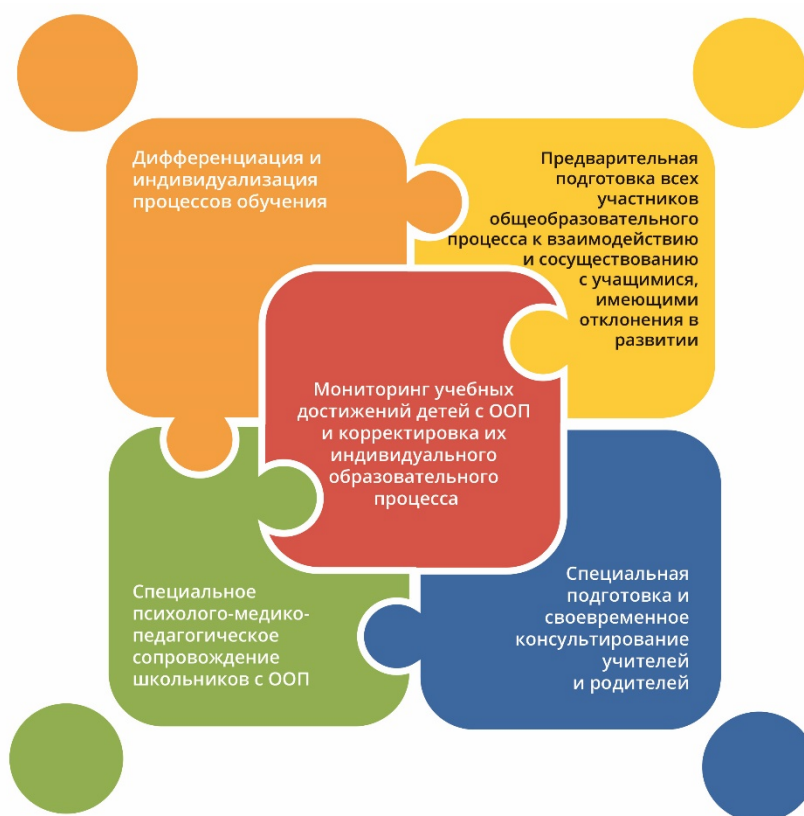 Дифференциация и
индивидуализация
процессов обучения
Предварительная
подготовка всех
участников
общеобразовательного
процесса к взаимодействию
и сосуществованию
с учащимися,
имеющими
отклонения в
развитии
Мониторинг учебных
достижений детей с ООП
и корректировка их
индивидуального
образовательного
процесса
Специальное
психолого-медико-
педагогическое
сопровождение
школьников с ООП
Специальная
подготовка и
своевременное
консультирование
учителей
и родителей